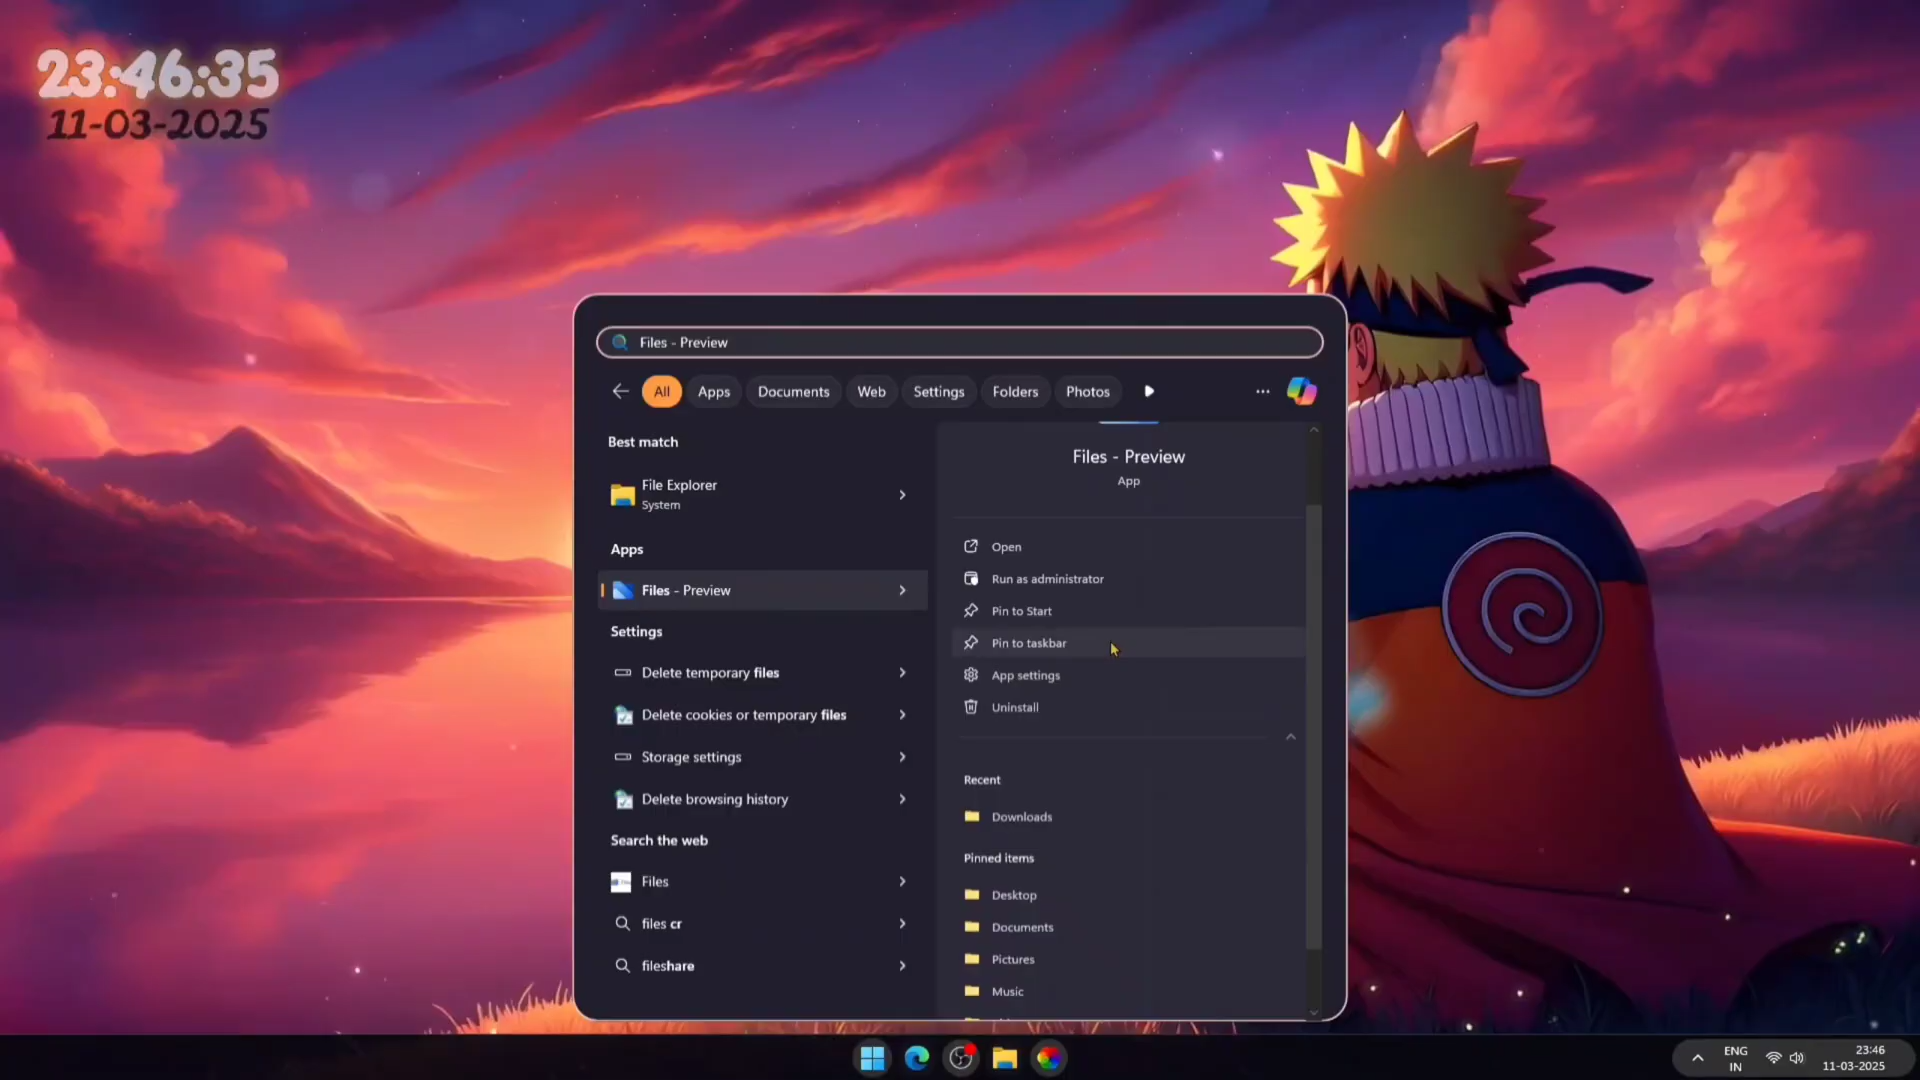 23:46:35
11-03-2025
Files - Preview
All Apps Documents Web Settings Folders Photos
Best match
File Explorer
System
Apps
Files - Preview
Settings
Delete temporary files
Delete cookies or temporary files
Storage settings
Delete browsing history
Search the web
Files
files cr
fileshare
Files - Preview
App
Open
Run as administrator
Pin to Start
Pin to taskbar
App settings
Uninstall
Recent
Downloads
Pinned items
Desktop
Documents
Pictures
Music
ENG
IN
23:46
11-03-2025